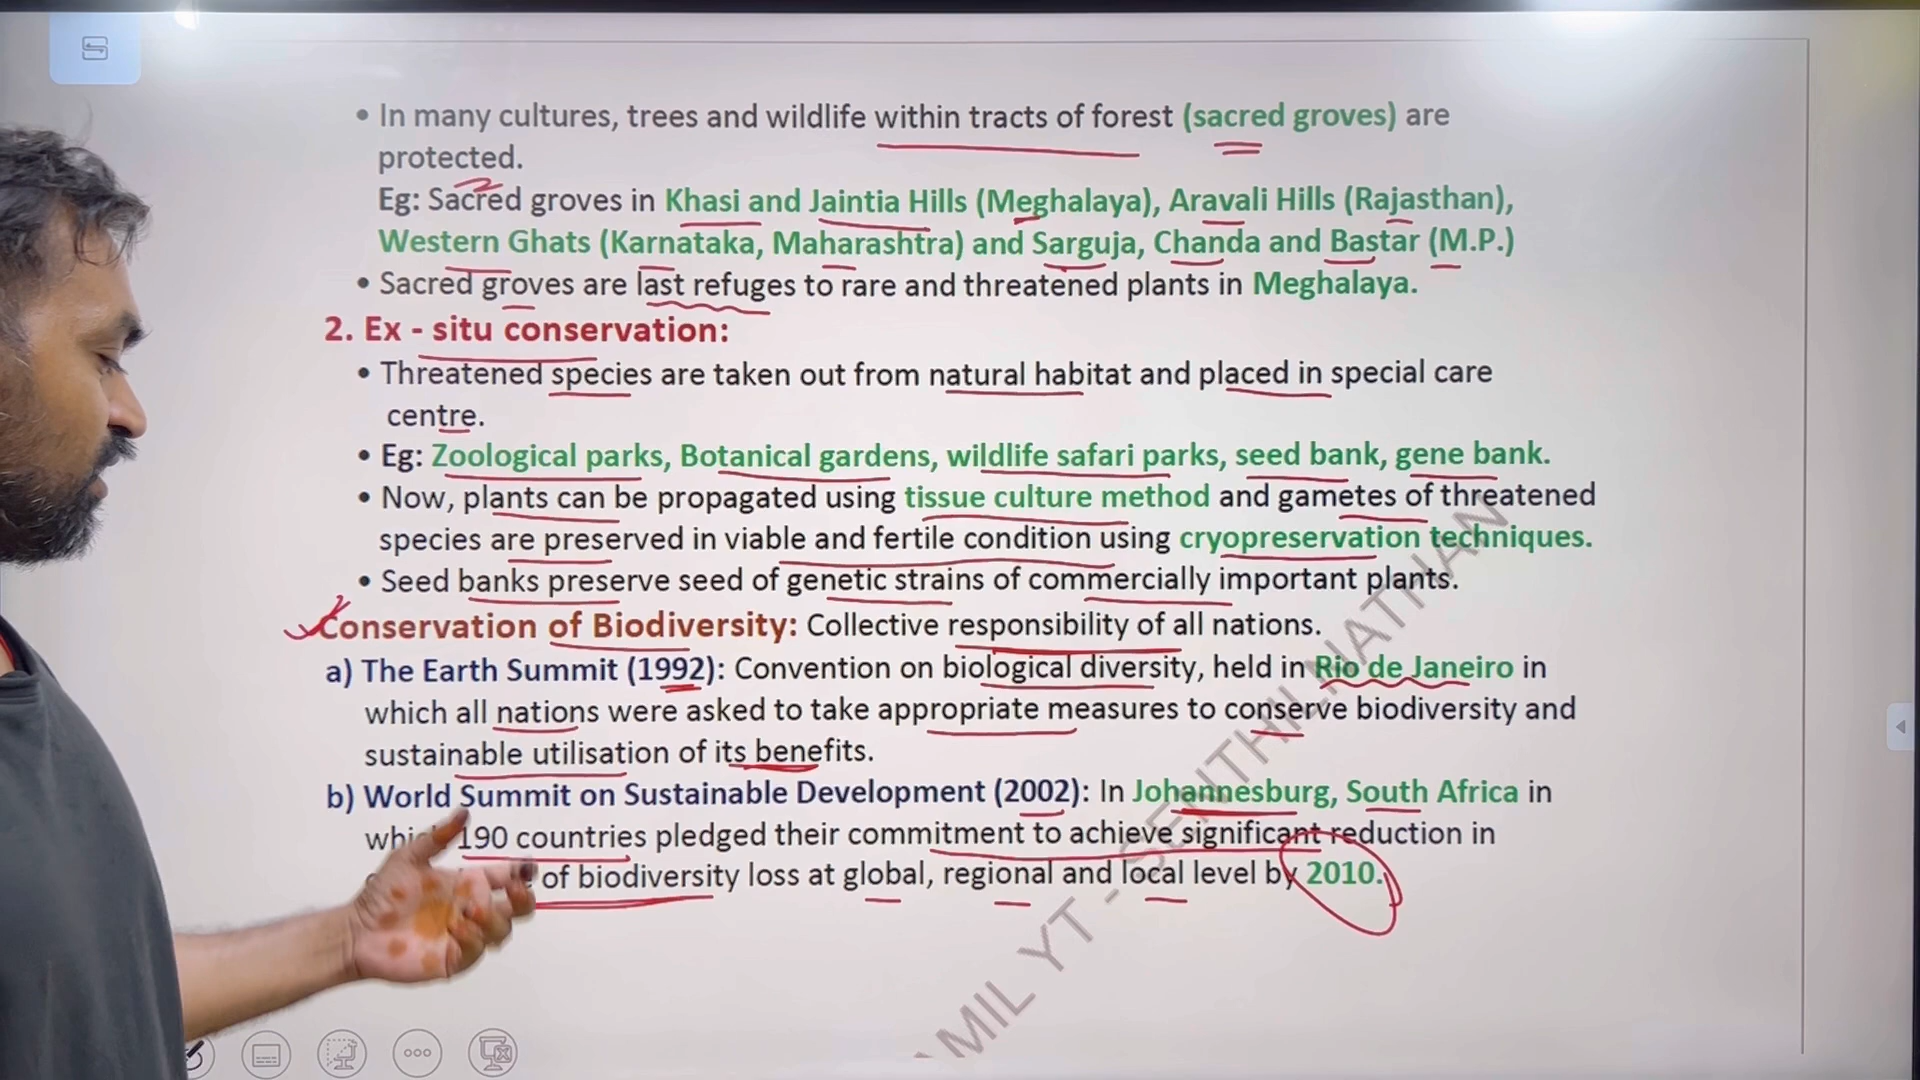 • In many cultures, trees and wildlife within tracts of forest (sacred groves) are
protected.
Eg: Sacred groves in Khasi and Jaintia Hills (Meghalaya), Aravali Hills (Rajasthan),
Western Ghats (Karnataka, Maharashtra) and Sarguja, Chanda and Bastar (M.P.)
• Sacred groves are last refuges to rare and threatened plants in Meghalaya.
2. Ex - situ conservation:
• Threatened species are taken out from natural habitat and placed in special care
centre.
• Eg: Zoological parks, Botanical gardens, wildlife safari parks, seed bank, gene bank.
• Now, plants can be propagated using tissue culture method and gametes of threatened
species are preserved in viable and fertile condition using cryopreservation techniques.
• Seed banks preserve seed of genetic strains of commercially important plants.
Conservation of Biodiversity: Collective responsibility of all nations.
a) The Earth Summit (1992): Convention on biological diversity, held in Rio de Janeiro in
which all nations were asked to take appropriate measures to conserve biodiversity and
sustainable utilisation of its benefits.
b) World Summit on Sustainable Development (2002): In Johannesburg, South Africa in
190 countries pledged their commitment to achieve significant reduction in
of biodiversity loss at global, regional and local level by 2010.
AMIL YT - SENTHILNATHAN